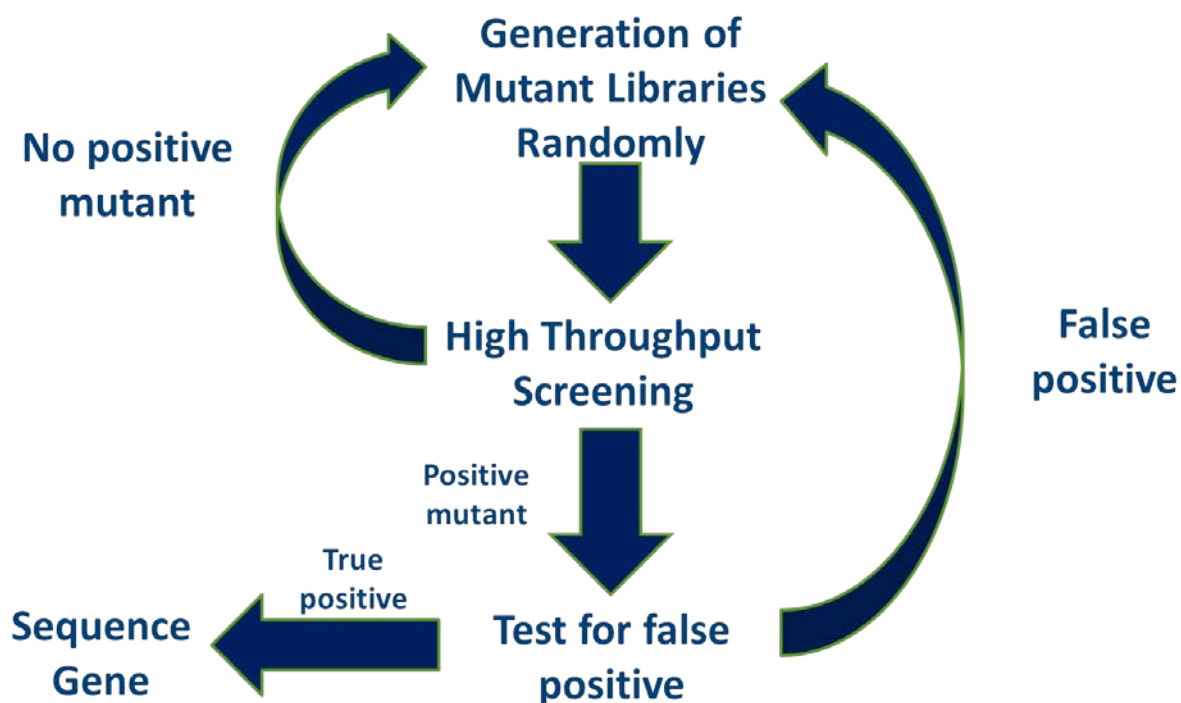 Generation of
Mutant Libraries
Randomly
No positive
mutant
High Throughput
Screening
False
positive
Positive
mutant
True
positive
Sequence
Gene
Test for false
positive